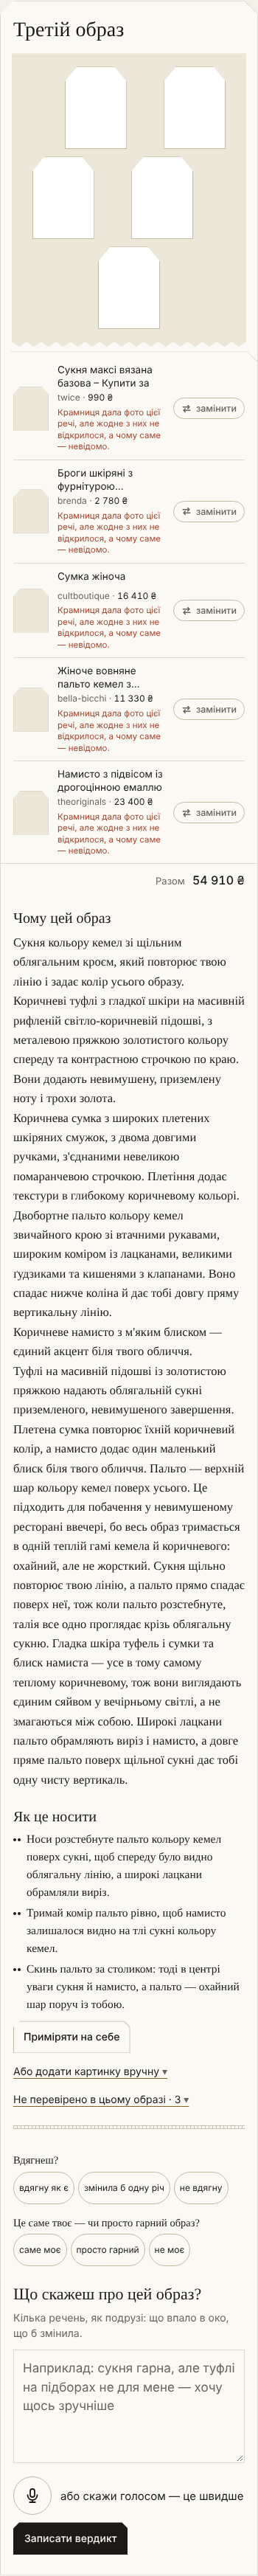 Третій образ
Сукня максі вязана
базова – Купити за
twice · 990 ₴
Крамниця дала фото цієї
речі, але жодне з них не
відкрилося, а чому саме
— невідомо.
⇄ замінити
Броги шкіряні з
фурнітурою...
brenda · 2 780 ₴
Крамниця дала фото цієї
речі, але жодне з них не
відкрилося, а чому саме
— невідомо.
⇄ замінити
Сумка жіноча
cultboutique · 16 410 ₴
Крамниця дала фото цієї
речі, але жодне з них не
відкрилося, а чому саме
— невідомо.
⇄ замінити
Жіноче вовняне
пальто кемел з...
bella-bicchi · 11 330 ₴
Крамниця дала фото цієї
речі, але жодне з них не
відкрилося, а чому саме
— невідомо.
⇄ замінити
Намисто з підвісом із
дрогоцінною емаллю
theoriginals · 23 400 ₴
Крамниця дала фото цієї
речі, але жодне з них не
відкрилося, а чому саме
— невідомо.
⇄ замінити
Разом 54 910 ₴
Чому цей образ
Сукня кольору кемел зі щільним
облягальним кроєм, який повторює твою
лінію і задає колір усього образу.
Коричневі туфлі з гладкої шкіри на масивній
рифленій світло-коричневій підошві, з
металевою пряжкою золотистого кольору
спереду та контрастною строчкою по краю.
Вони додають невимушену, приземлену
ноту і трохи золота.
Коричнева сумка з широких плетених
шкіряних смужок, з двома довгими
ручками, з'єднаними невеликою
помаранчевою строчкою. Плетіння додає
текстури в глибокому коричневому кольорі.
Двобортне пальто кольору кемел
звичайного крою зі втачними рукавами,
широким коміром із лацканами, великими
ґудзиками та кишенями з клапанами. Воно
спадає нижче коліна й дає тобі довгу пряму
вертикальну лінію.
Коричневе намисто з м'яким блиском —
єдиний акцент біля твого обличчя.
Туфлі на масивній підошві із золотистою
пряжкою надають облягальній сукні
приземленого, невимушеного завершення.
Плетена сумка повторює їхній коричневий
колір, а намисто додає один маленький
блиск біля твого обличчя. Пальто — верхній
шар кольору кемел поверх усього. Це
підходить для побачення у невимушеному
ресторані ввечері, бо весь образ тримається
в одній теплій гамі кемела й коричневого:
охайний, але не жорсткий. Сукня щільно
повторює твою лінію, а пальто прямо спадає
поверх неї, тож коли пальто розстебнуте,
талія все одно проглядає крізь облягальну
сукню. Гладка шкіра туфель і сумки та
блиск намиста — усе в тому самому
теплому коричневому, тож вони виглядають
єдиним сяйвом у вечірньому світлі, а не
змагаються між собою. Широкі лацкани
пальто обрамляють виріз і намисто, а довге
пряме пальто поверх щільної сукні дає тобі
одну чисту вертикаль.
Як це носити
Носи розстебнуте пальто кольору кемел
поверх сукні, щоб спереду було видно
облягальну лінію, а широкі лацкани
обрамляли виріз.
Тримай комір пальто рівно, щоб намисто
залишалося видно на тлі сукні кольору
кемел.
Скинь пальто за столиком: тоді в центрі
уваги сукня й намисто, а пальто — охайний
шар поруч із тобою.
Приміряти на себе
Або додати картинку вручну ▾
Не перевірено в цьому образі · 3 ▾
Вдягнеш?
вдягну як є
змінила б одну річ
не вдягну
Це саме твоє — чи просто гарний образ?
саме моє
просто гарний
не моє
Що скажеш про цей образ?
Кілька речень, як подрузі: що впало в око,
що б змінила.
Наприклад: сукня гарна, але туфлі
на підборах не для мене — хочу
щось зручніше
або скажи голосом — це швидше
Записати вердикт